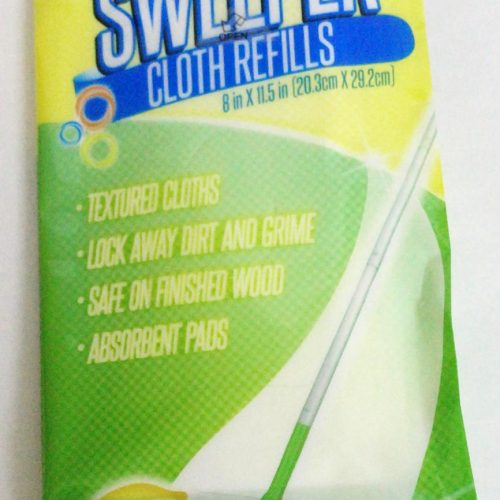 SWEEPER
OPEN
CLOTH REFILLS
8 in X 11.5 in (20.3cm X 29.2cm)
• TEXTURED CLOTHS
• LOCK AWAY DIRT AND GRIME
• SAFE ON FINISHED WOOD
• ABSORBENT PADS